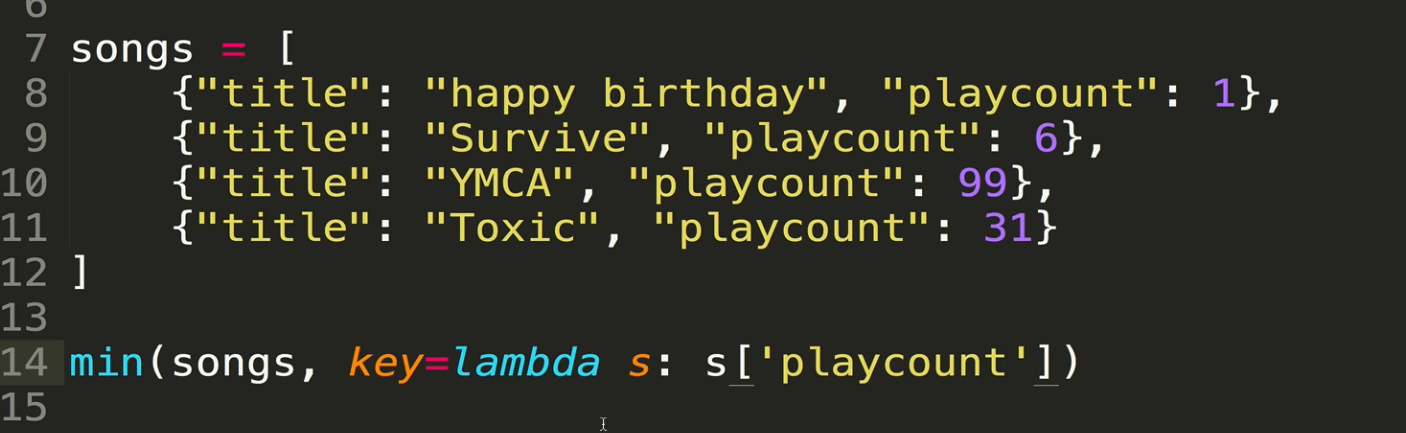 6
7 songs = [
8     {"title": "happy birthday", "playcount": 1},
9     {"title": "Survive", "playcount": 6},
10     {"title": "YMCA", "playcount": 99},
11     {"title": "Toxic", "playcount": 31}
12 ]
13
14 min(songs, key=lambda s: s['playcount'])
15